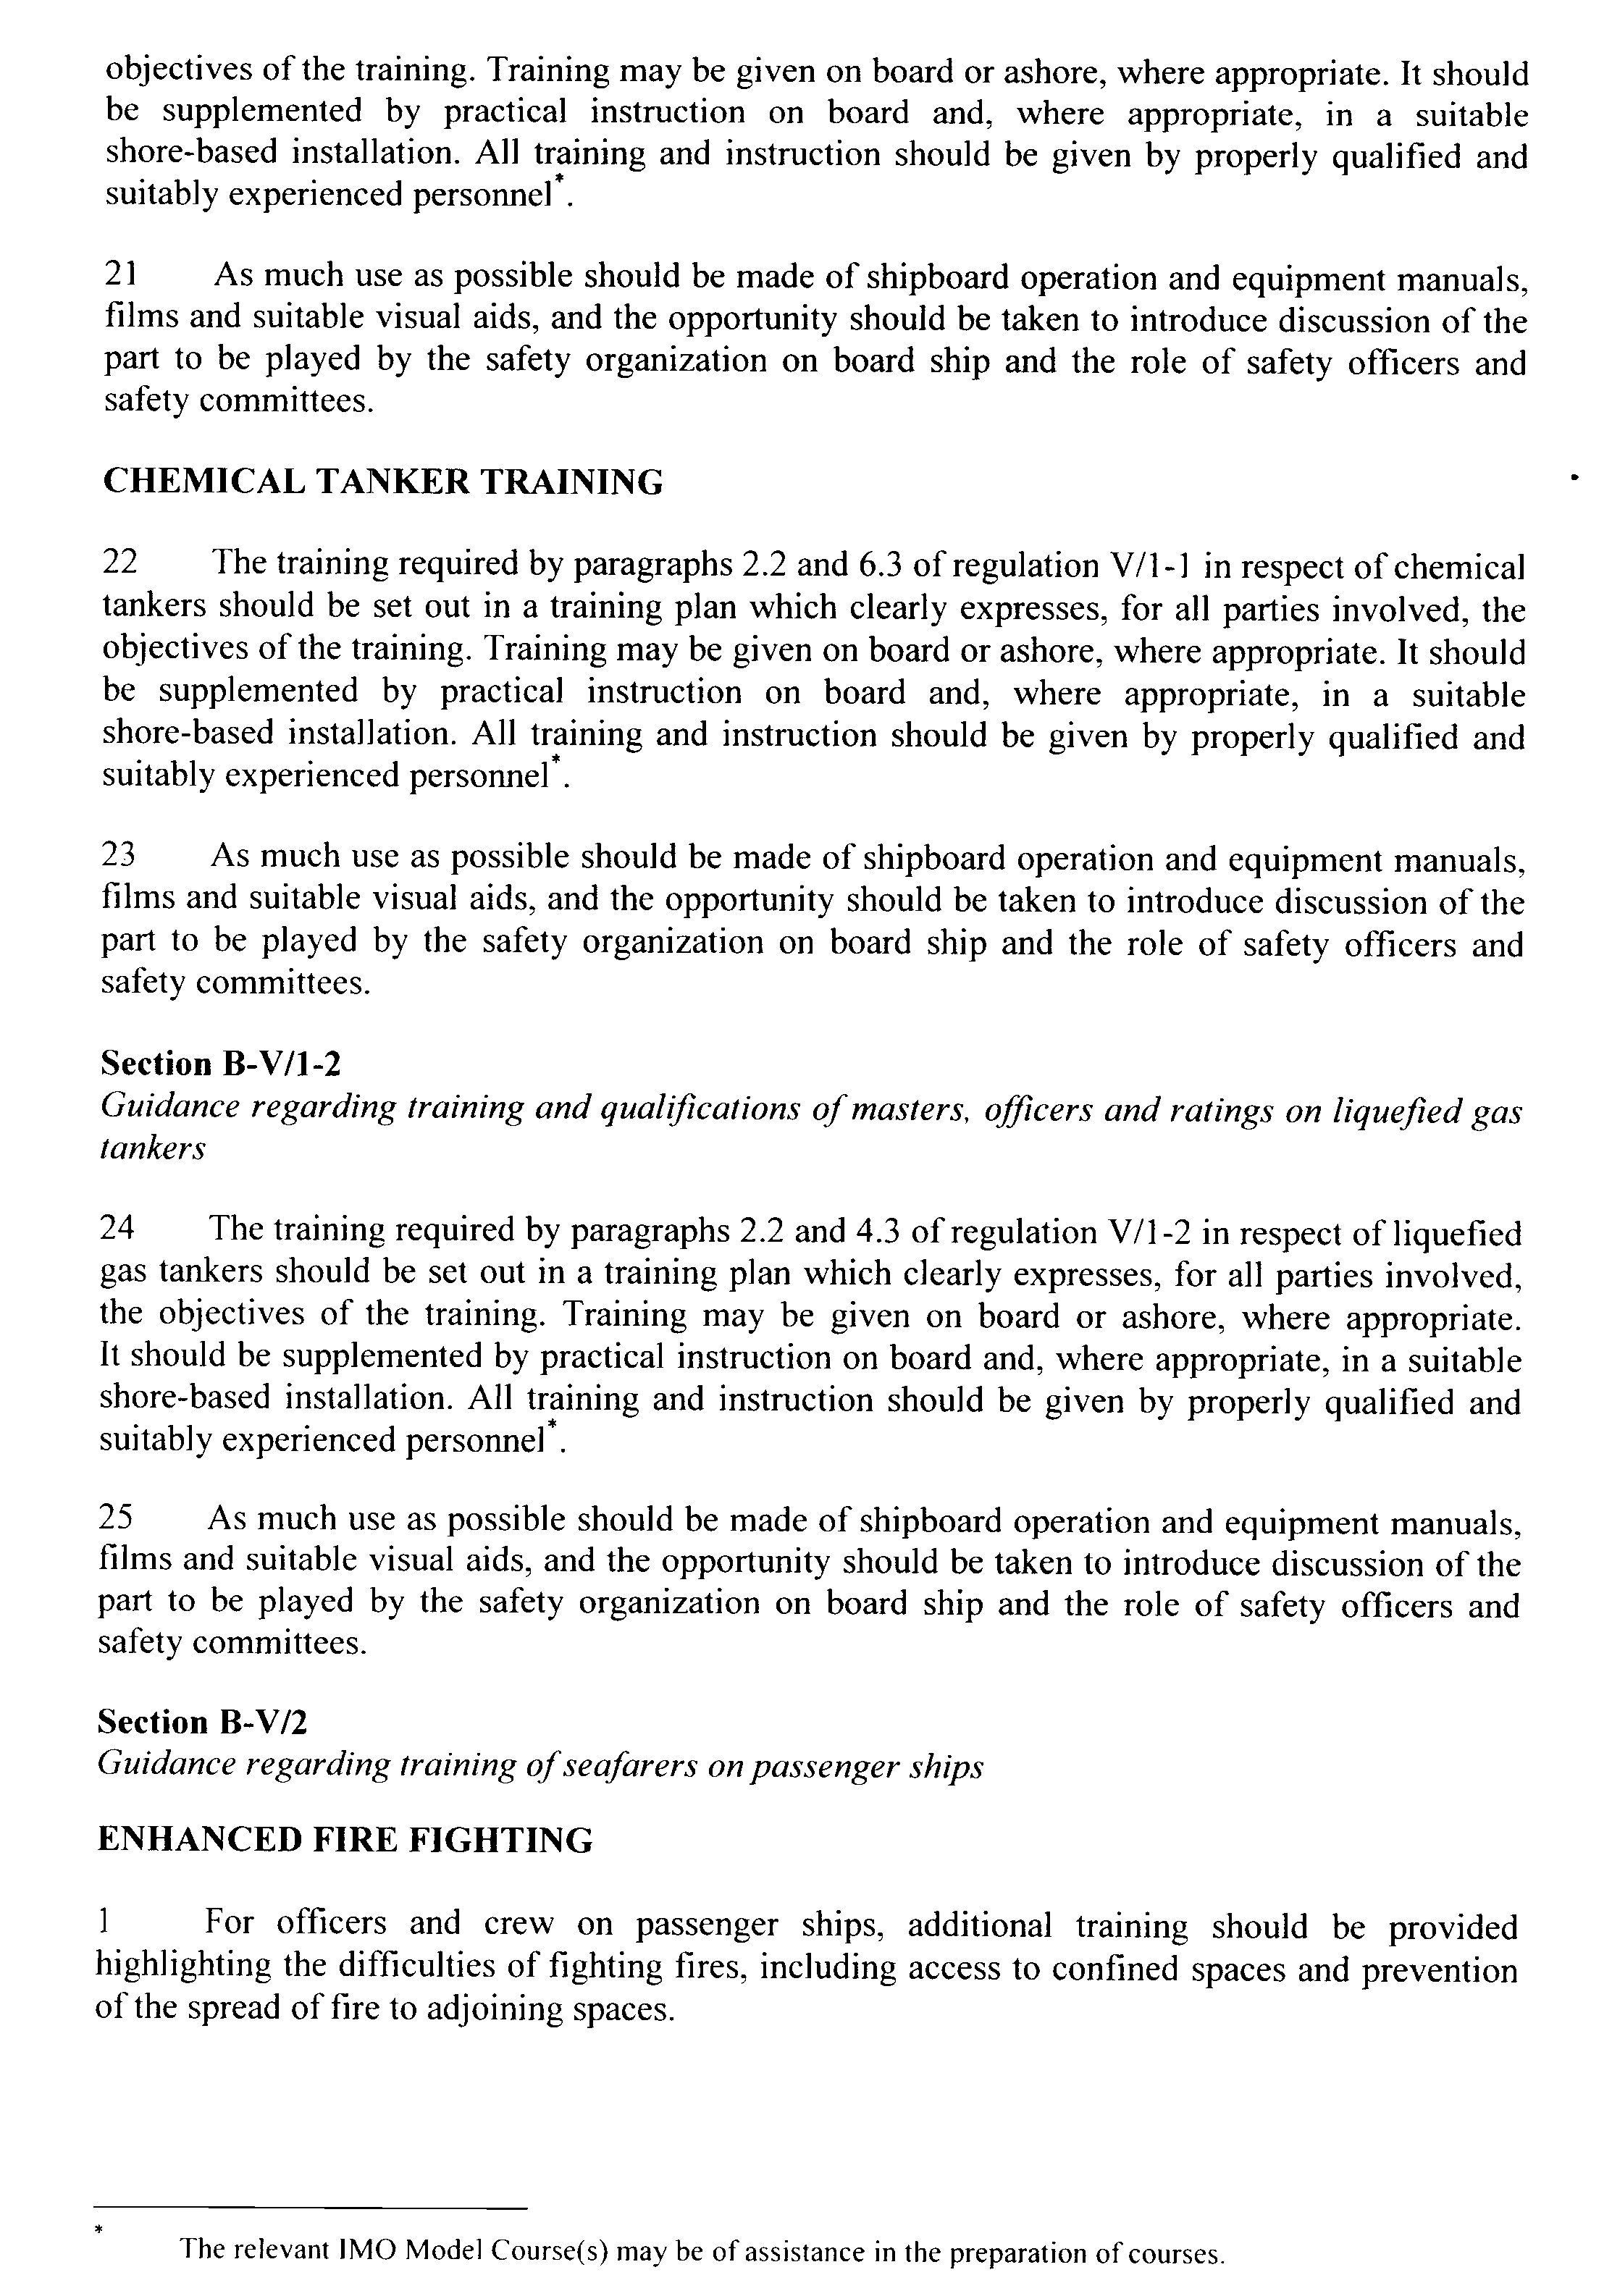 objectives of the training. Training may be given on board or ashore, where appropriate. It should
be supplemented by practical instruction on board and, where appropriate, in a suitable
shore-based installation. All training and instruction should be given by properly qualified and
suitably experienced personnel*.
21 As much use as possible should be made of shipboard operation and equipment manuals,
films and suitable visual aids, and the opportunity should be taken to introduce discussion of the
part to be played by the safety organization on board ship and the role of safety officers and
safety committees.
CHEMICAL TANKER TRAINING
22 The training required by paragraphs 2.2 and 6.3 of regulation V/1-1 in respect of chemical
tankers should be set out in a training plan which clearly expresses, for all parties involved, the
objectives of the training. Training may be given on board or ashore, where appropriate. It should
be supplemented by practical instruction on board and, where appropriate, in a suitable
shore-based installation. All training and instruction should be given by properly qualified and
suitably experienced personnel*.
23 As much use as possible should be made of shipboard operation and equipment manuals,
films and suitable visual aids, and the opportunity should be taken to introduce discussion of the
part to be played by the safety organization on board ship and the role of safety officers and
safety committees.
Section B-V/1-2
Guidance regarding training and qualifications of masters, officers and ratings on liquefied gas
tankers
24 The training required by paragraphs 2.2 and 4.3 of regulation V/1-2 in respect of liquefied
gas tankers should be set out in a training plan which clearly expresses, for all parties involved,
the objectives of the training. Training may be given on board or ashore, where appropriate.
It should be supplemented by practical instruction on board and, where appropriate, in a suitable
shore-based installation. All training and instruction should be given by properly qualified and
suitably experienced personnel*.
25 As much use as possible should be made of shipboard operation and equipment manuals,
films and suitable visual aids, and the opportunity should be taken to introduce discussion of the
part to be played by the safety organization on board ship and the role of safety officers and
safety committees.
Section B-V/2
Guidance regarding training of seafarers on passenger ships
ENHANCED FIRE FIGHTING
1 For officers and crew on passenger ships, additional training should be provided
highlighting the difficulties of fighting fires, including access to confined spaces and prevention
of the spread of fire to adjoining spaces.
* The relevant IMO Model Course(s) may be of assistance in the preparation of courses.